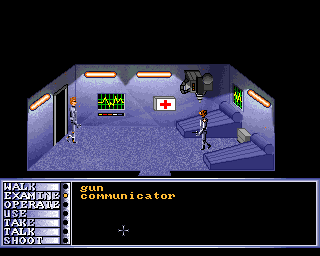 WALK
gun
EXAMINE
communicator
OPERATE
USE
TAKE
TALK
SHOOT